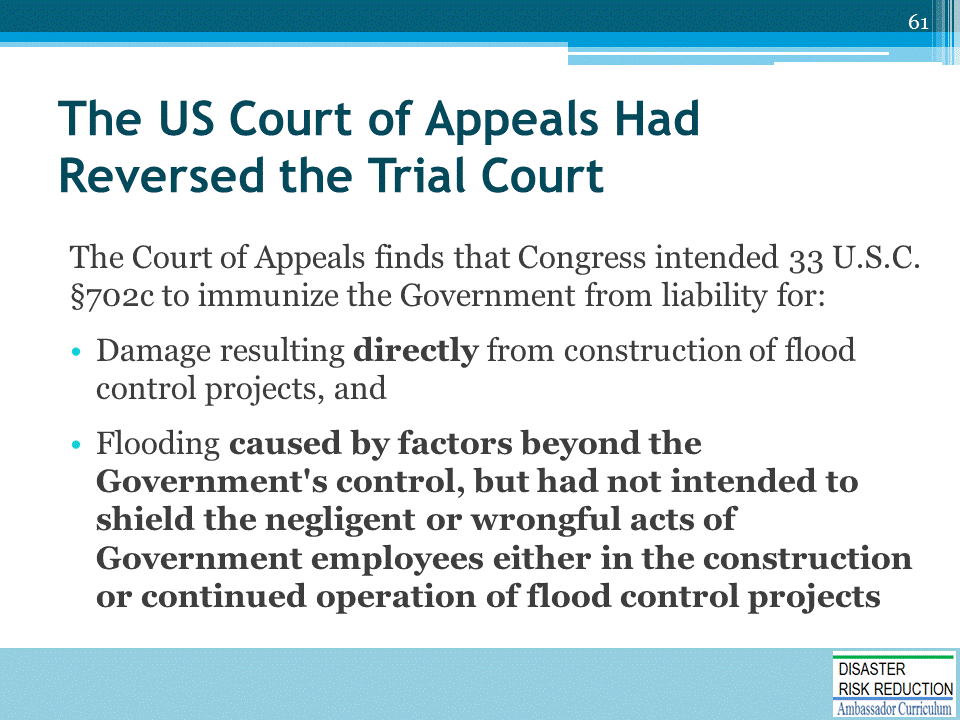 61
The US Court of Appeals Had
Reversed the Trial Court
The Court of Appeals finds that Congress intended 33 U.S.C.
§702c to immunize the Government from liability for:
• Damage resulting directly from construction of flood
control projects, and
• Flooding caused by factors beyond the
Government's control, but had not intended to
shield the negligent or wrongful acts of
Government employees either in the construction
or continued operation of flood control projects
DISASTER
RISK REDUCTION
Ambassador Curriculum